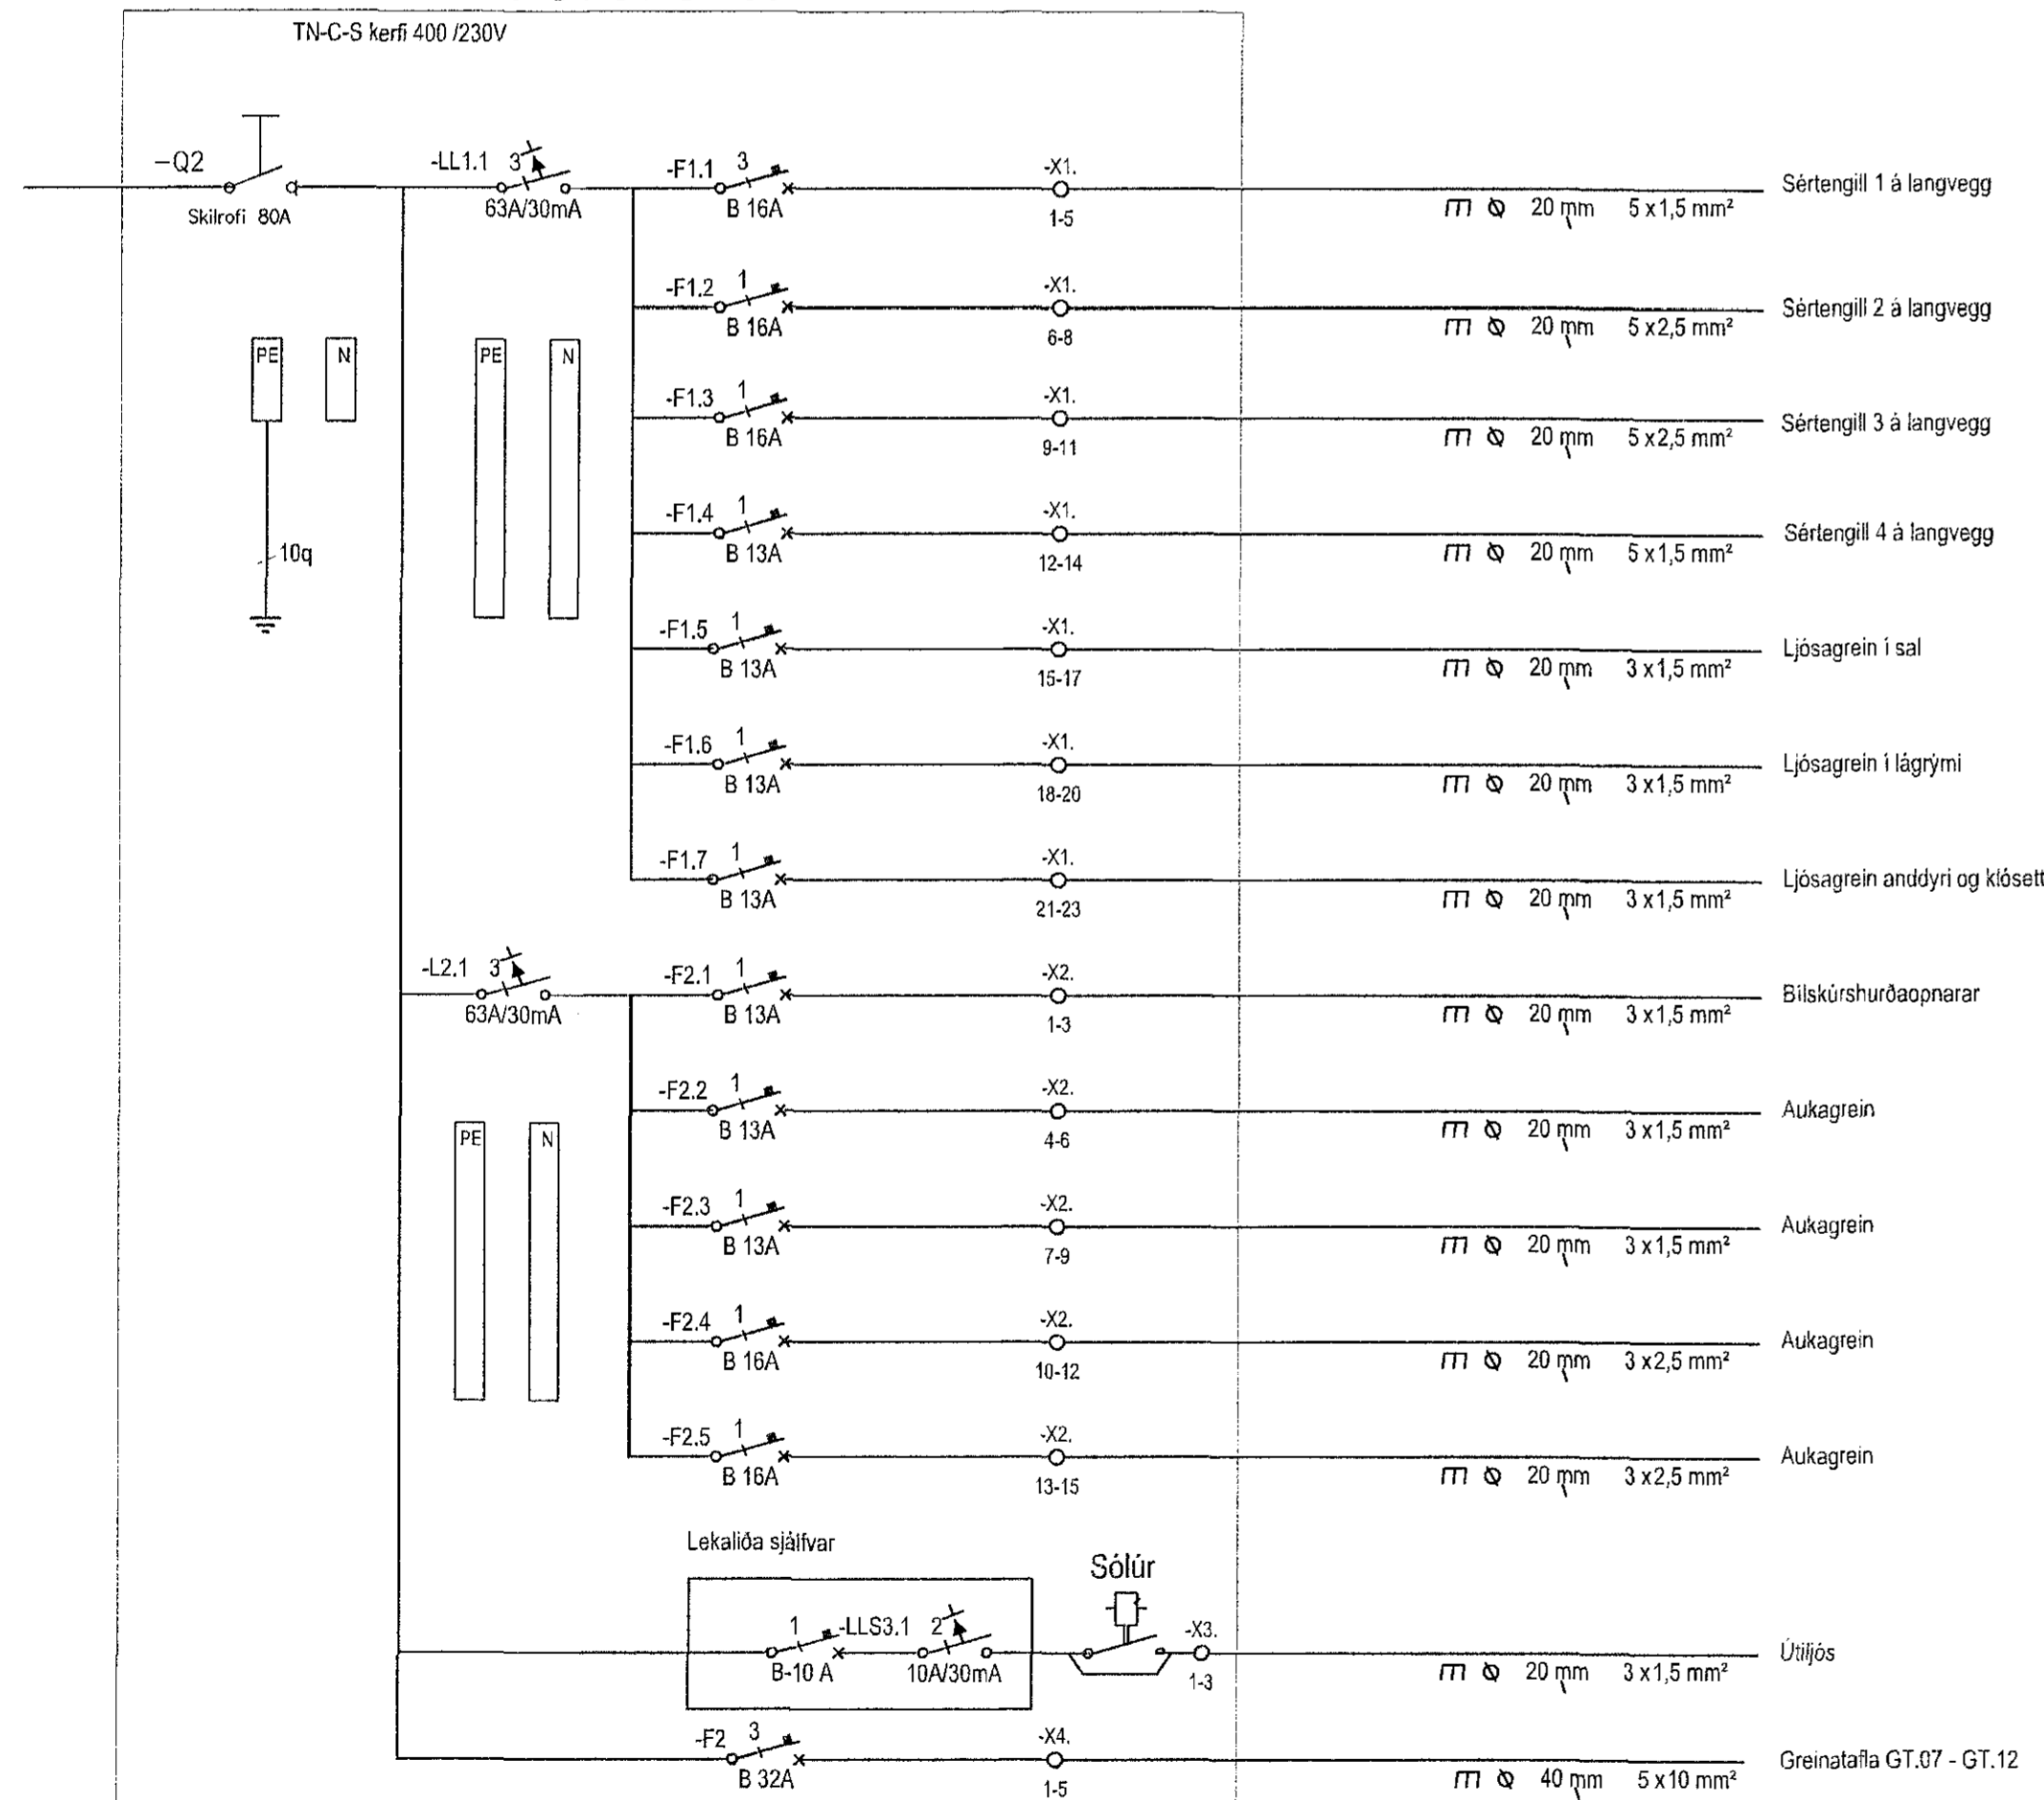 TN-C-S kerfi 400 /230V
-Q2
Skilrofi 80A
-LL1.1 3
63A/30mA
-F1.1 3
B 16A
-X1.
1-5
20 mm 5 x 1,5 mm²
Sértengill 1 á langvegg
-F1.2 1
B 16A
-X1.
6-8
20 mm 5 x 2,5 mm²
Sértengill 2 á langvegg
PE N
PE N
-F1.3 1
B 16A
-X1.
9-11
20 mm 5 x 2,5 mm²
Sértengill 3 á langvegg
10q
-F1.4 1
B 13A
-X1.
12-14
20 mm 5 x 1,5 mm²
Sértengill 4 á langvegg
-F1.5 1
B 13A
-X1.
15-17
20 mm 3 x 1,5 mm²
Ljósagrein í sal
-F1.6 1
B 13A
-X1.
18-20
20 mm 3 x 1,5 mm²
Ljósagrein í lágrými
-F1.7 1
B 13A
-X1.
21-23
20 mm 3 x 1,5 mm²
Ljósagrein anddyri og klósett
-L2.1 3
63A/30mA
-F2.1 1
B 13A
-X2.
1-3
20 mm 3 x 1,5 mm²
Bílskúrshurðaopnarar
-F2.2 1
B 13A
-X2.
4-6
20 mm 3 x 1,5 mm²
Aukagrein
PE N
-F2.3 1
B 13A
-X2.
7-9
20 mm 3 x 1,5 mm²
Aukagrein
-F2.4 1
B 16A
-X2.
10-12
20 mm 3 x 2,5 mm²
Aukagrein
-F2.5 1
B 16A
-X2.
13-15
20 mm 3 x 2,5 mm²
Aukagrein
Lekaliða sjálfvar
1
B-10 A
-LLS3.1 2
10A/30mA
Sólúr
-X3.
1-3
20 mm 3 x 1,5 mm²
Útiljós
-F2 3
B 32A
-X4.
1-5
40 mm 5 x 10 mm²
Greinatafla GT.07 - GT.12